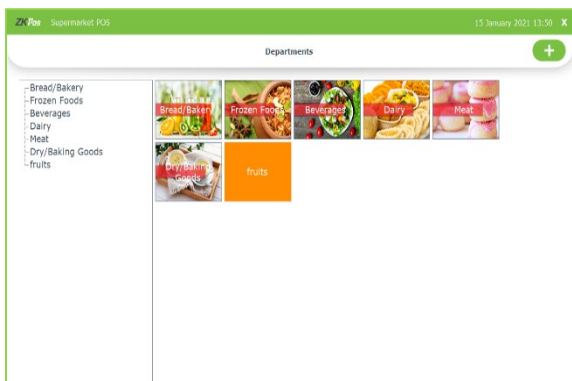 ZKPos Supermarket POS 15 January 2021 13:50 X
Departments
+
Bread/Bakery
Frozen Foods
Beverages
Dairy
Meat
Dry/Baking Goods
fruits
Bread/Bakery Frozen Foods Beverages Dairy Meat
Dry/Baking
Goods
fruits